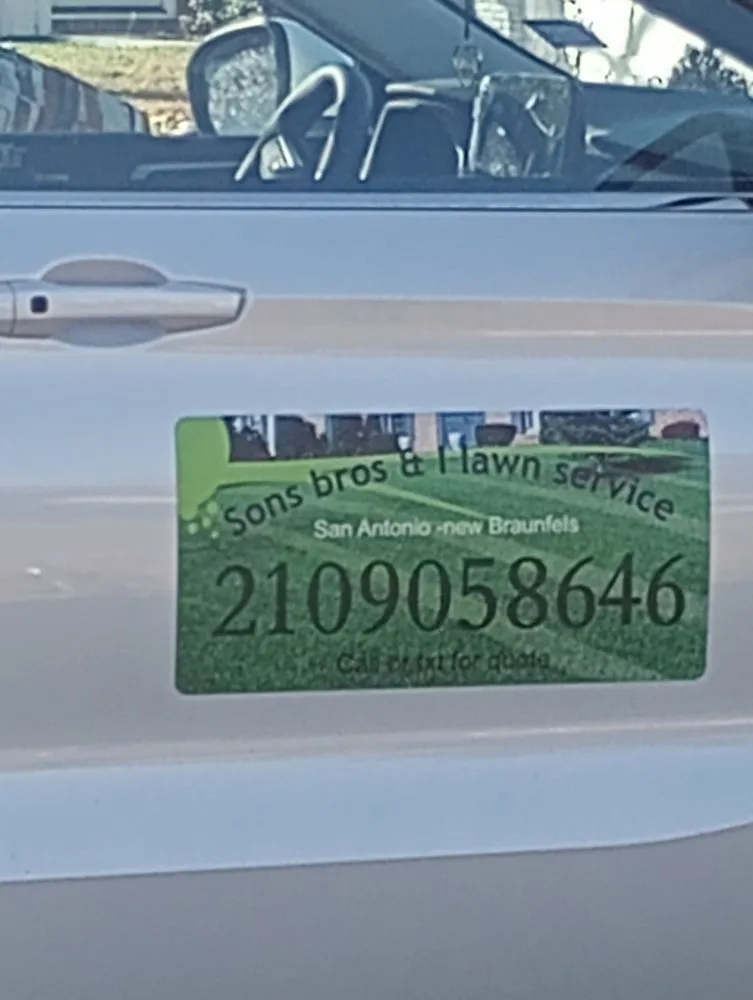 Sons bros & I lawn service
San Antonio -new Braunfels
2109058646
Call or txt for quote